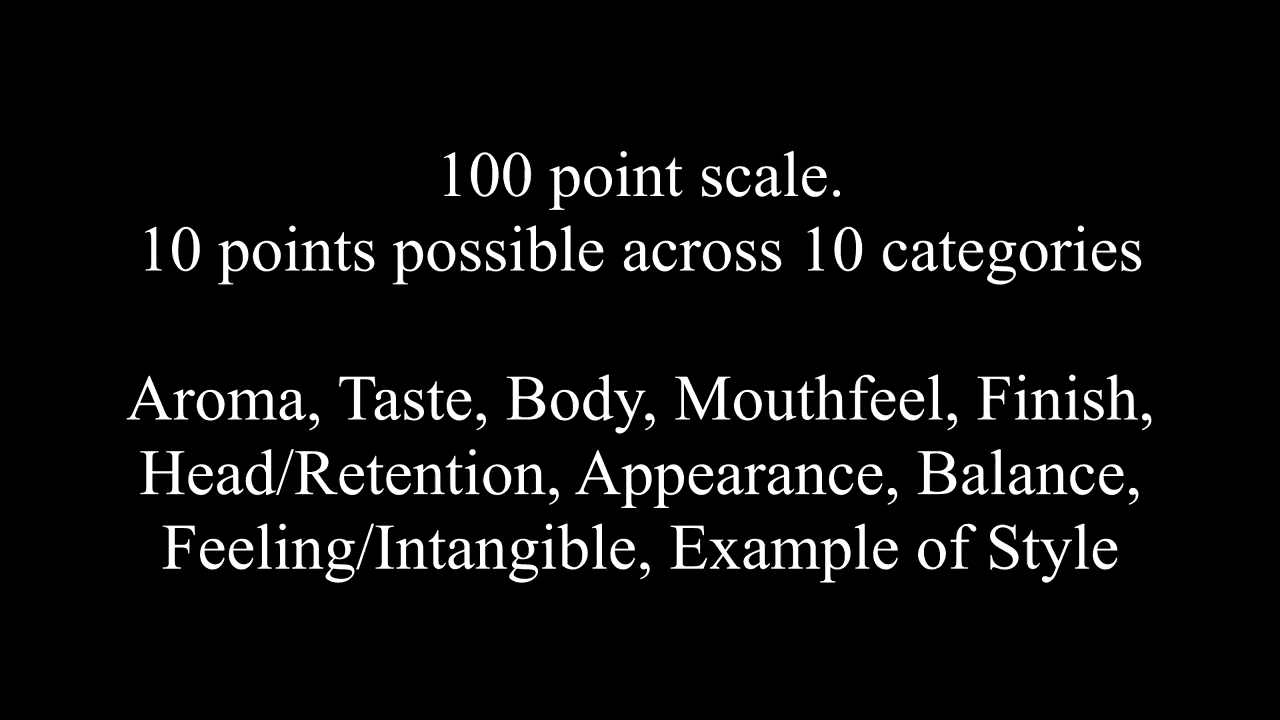 100 point scale.
10 points possible across 10 categories
Aroma, Taste, Body, Mouthfeel, Finish,
Head/Retention, Appearance, Balance,
Feeling/Intangible, Example of Style